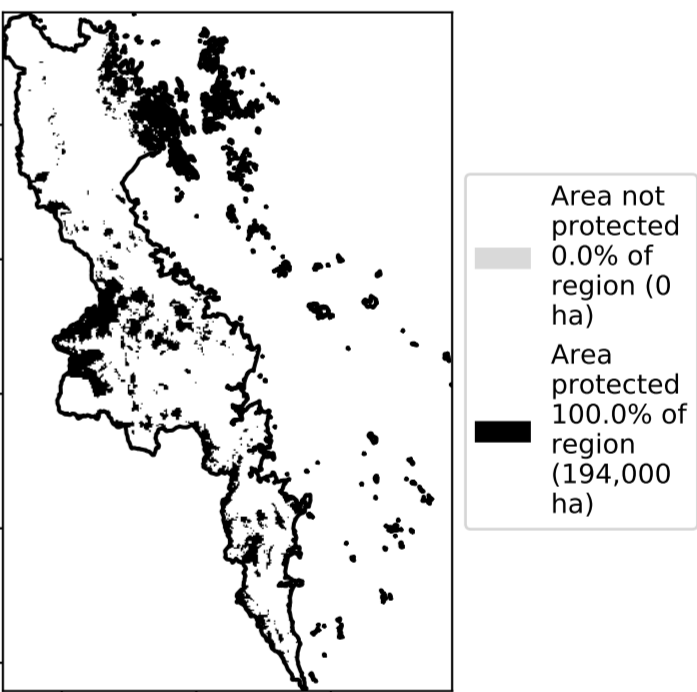 Area not
protected
0.0% of
region (0
ha)
Area
protected
100.0% of
region
(194,000
ha)